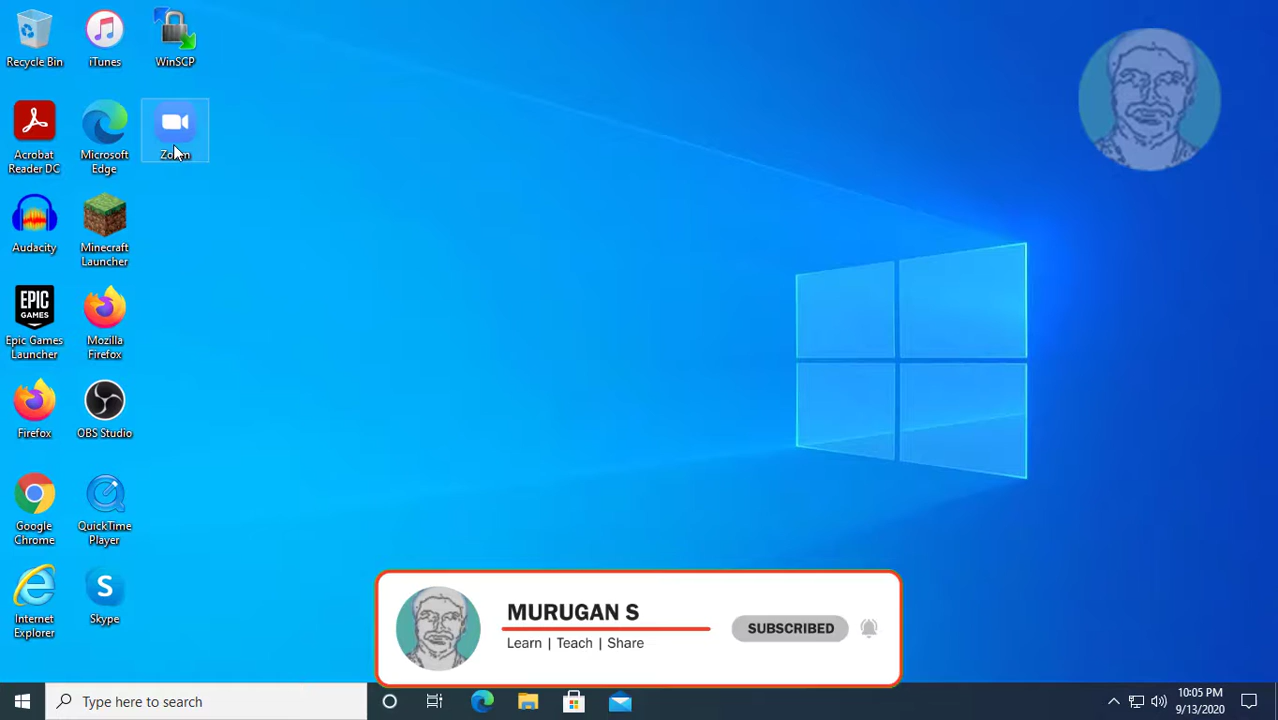 Recycle Bin
iTunes
WinSCP
Acrobat
Reader DC
Microsoft
Edge
Zoom
Audacity
Minecraft
Launcher
EPIC
GAMES
Epic Games
Launcher
Mozilla
Firefox
Firefox
OBS Studio
Google
Chrome
QuickTime
Player
Internet
Explorer
Skype
MURUGAN S
Learn | Teach | Share
SUBSCRIBED
Type here to search
10:05 PM
9/13/2020